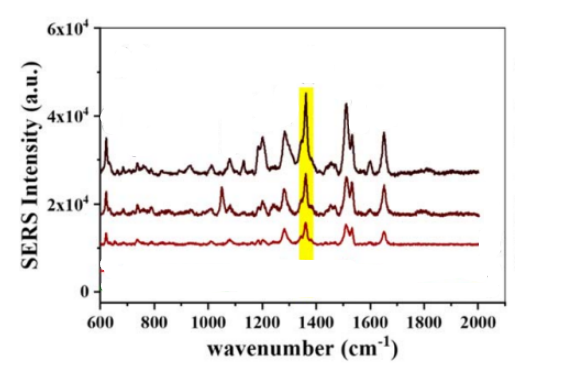 6x10⁴
4x10⁴
2x10⁴
0
SERS Intensity (a.u.)
600 800 1000 1200 1400 1600 1800 2000
wavenumber (cm⁻¹)